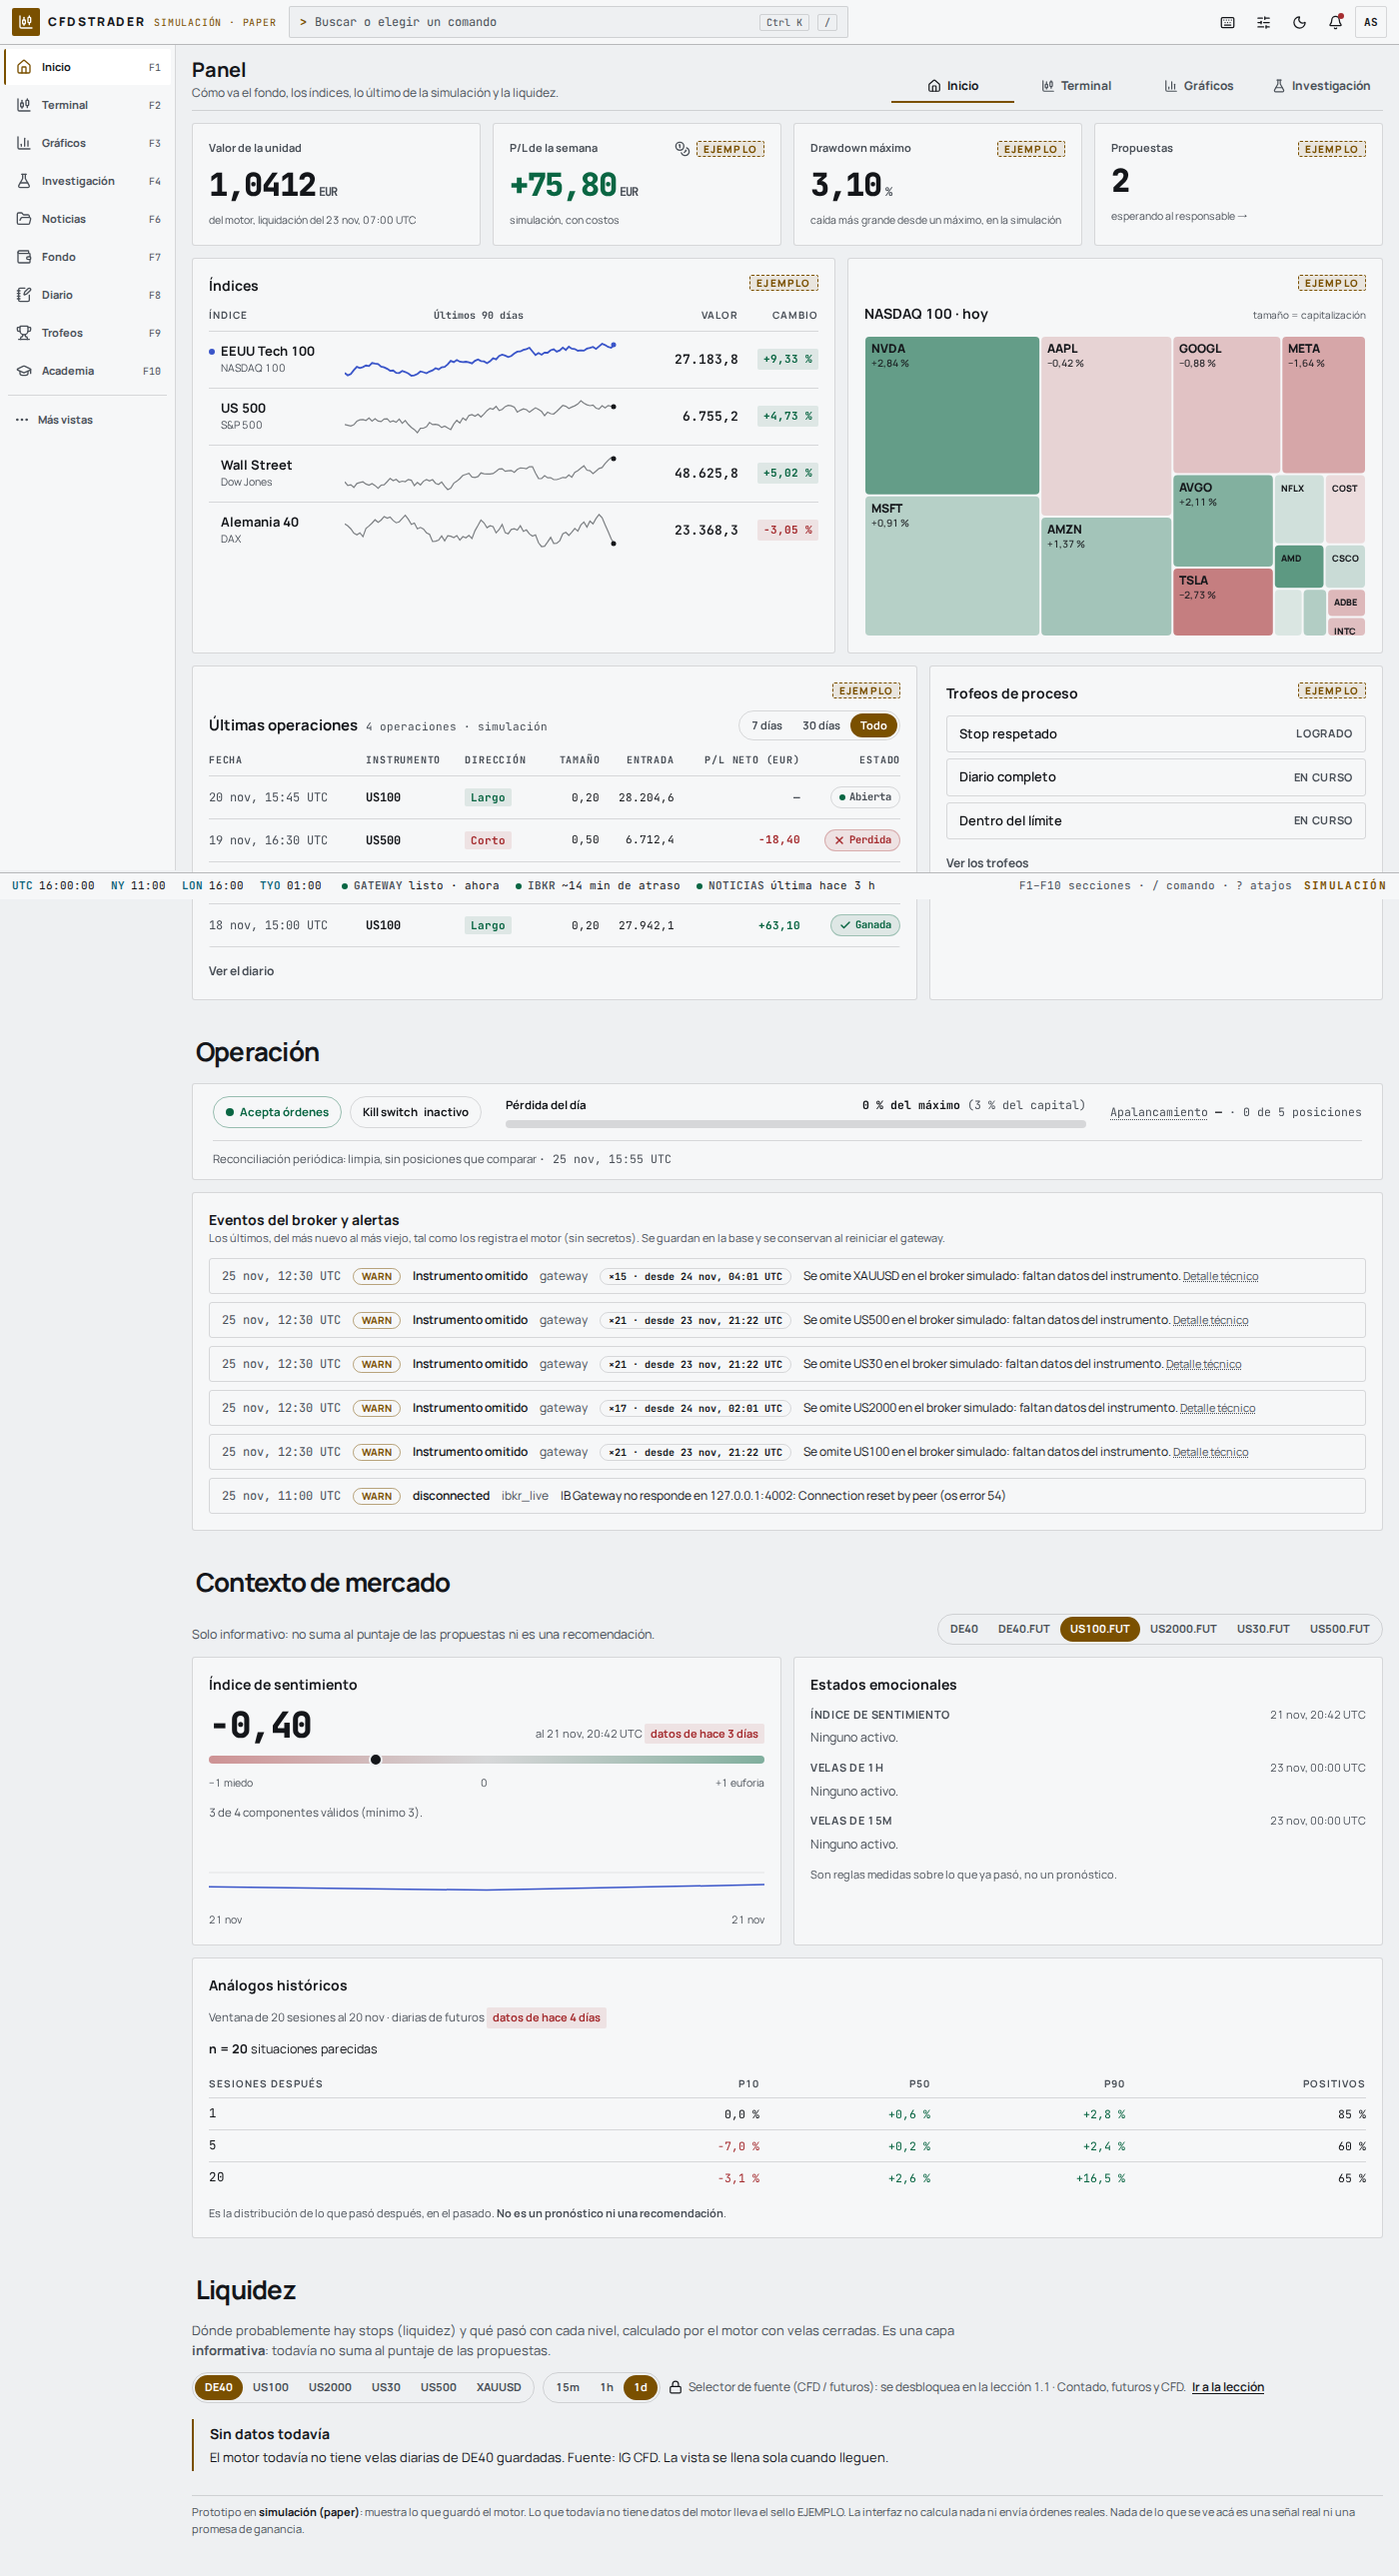 CFDSTRADER SIMULACIÓN · PAPER
> Buscar o elegir un comando Ctrl K /
AS
Inicio F1
Terminal F2
Gráficos F3
Investigación F4
Noticias F6
Fondo F7
Diario F8
Trofeos F9
Academia F10
Más vistas
Panel
Cómo va el fondo, los índices, lo último de la simulación y la liquidez.
Inicio Terminal Gráficos Investigación
Valor de la unidad
1,0412 EUR
del motor, liquidación del 23 nov, 07:00 UTC
P/L de la semana EJEMPLO
+75,80 EUR
simulación, con costos
Drawdown máximo EJEMPLO
3,10 %
caída más grande desde un máximo, en la simulación
Propuestas EJEMPLO
2
esperando al responsable →
Índices EJEMPLO
ÍNDICE Últimos 90 días VALOR CAMBIO
EEUU Tech 100 27.183,8 +9,33 %
NASDAQ 100
US 500 6.755,2 +4,73 %
S&P 500
Wall Street 48.625,8 +5,02 %
Dow Jones
Alemania 40 23.368,3 -3,05 %
DAX
EJEMPLO
NASDAQ 100 · hoy tamaño = capitalización
NVDA
+2,84 %
AAPL
−0,42 %
GOOGL
−0,88 %
META
−1,64 %
MSFT
+0,91 %
AMZN
+1,37 %
AVGO
+2,11 %
TSLA
−2,73 %
NFLX
COST
AMD
CSCO
ADBE
INTC
EJEMPLO
Últimas operaciones 4 operaciones · simulación 7 días 30 días Todo
FECHA INSTRUMENTO DIRECCIÓN TAMAÑO ENTRADA P/L NETO (EUR) ESTADO
20 nov, 15:45 UTC US100 Largo 0,20 28.204,6 — Abierta
19 nov, 16:30 UTC US500 Corto 0,50 6.712,4 -18,40 Perdida
18 nov, 15:00 UTC US100 Largo 0,20 27.942,1 +63,10 Ganada
Ver el diario
Trofeos de proceso EJEMPLO
Stop respetado LOGRADO
Diario completo EN CURSO
Dentro del límite EN CURSO
Ver los trofeos
UTC 16:00:00 NY 11:00 LON 16:00 TYO 01:00 GATEWAY listo · ahora IBKR ~14 min de atraso NOTICIAS última hace 3 h F1–F10 secciones · / comando · ? atajos SIMULACIÓN
Operación
Acepta órdenes Kill switch inactivo
Pérdida del día 0 % del máximo (3 % del capital)
Apalancamiento — · 0 de 5 posiciones
Reconciliación periódica: limpia, sin posiciones que comparar · 25 nov, 15:55 UTC
Eventos del broker y alertas
Los últimos, del más nuevo al más viejo, tal como los registra el motor (sin secretos). Se guardan en la base y se conservan al reiniciar el gateway.
25 nov, 12:30 UTC WARN Instrumento omitido gateway ×15 · desde 24 nov, 04:01 UTC Se omite XAUUSD en el broker simulado: faltan datos del instrumento. Detalle técnico
25 nov, 12:30 UTC WARN Instrumento omitido gateway ×21 · desde 23 nov, 21:22 UTC Se omite US500 en el broker simulado: faltan datos del instrumento. Detalle técnico
25 nov, 12:30 UTC WARN Instrumento omitido gateway ×21 · desde 23 nov, 21:22 UTC Se omite US30 en el broker simulado: faltan datos del instrumento. Detalle técnico
25 nov, 12:30 UTC WARN Instrumento omitido gateway ×17 · desde 24 nov, 02:01 UTC Se omite US2000 en el broker simulado: faltan datos del instrumento. Detalle técnico
25 nov, 12:30 UTC WARN Instrumento omitido gateway ×21 · desde 23 nov, 21:22 UTC Se omite US100 en el broker simulado: faltan datos del instrumento. Detalle técnico
25 nov, 11:00 UTC WARN disconnected ibkr_live IB Gateway no responde en 127.0.0.1:4002: Connection reset by peer (os error 54)
Contexto de mercado
Solo informativo: no suma al puntaje de las propuestas ni es una recomendación.
DE40 DE40.FUT US100.FUT US2000.FUT US30.FUT US500.FUT
Índice de sentimiento
-0,40 al 21 nov, 20:42 UTC datos de hace 3 días
−1 miedo 0 +1 euforia
3 de 4 componentes válidos (mínimo 3).
21 nov 21 nov
Estados emocionales
ÍNDICE DE SENTIMIENTO 21 nov, 20:42 UTC
Ninguno activo.
VELAS DE 1H 23 nov, 00:00 UTC
Ninguno activo.
VELAS DE 15M 23 nov, 00:00 UTC
Ninguno activo.
Son reglas medidas sobre lo que ya pasó, no un pronóstico.
Análogos históricos
Ventana de 20 sesiones al 20 nov · diarias de futuros datos de hace 4 días
n = 20 situaciones parecidas
SESIONES DESPUÉS P10 P50 P90 POSITIVOS
1 0,0 % +0,6 % +2,8 % 85 %
5 -7,0 % +0,2 % +2,4 % 60 %
20 -3,1 % +2,6 % +16,5 % 65 %
Es la distribución de lo que pasó después, en el pasado. No es un pronóstico ni una recomendación.
Liquidez
Dónde probablemente hay stops (liquidez) y qué pasó con cada nivel, calculado por el motor con velas cerradas. Es una capa
informativa: todavía no suma al puntaje de las propuestas.
DE40 US100 US2000 US30 US500 XAUUSD 15m 1h 1d Selector de fuente (CFD / futuros): se desbloquea en la lección 1.1 · Contado, futuros y CFD. Ir a la lección
Sin datos todavía
El motor todavía no tiene velas diarias de DE40 guardadas. Fuente: IG CFD. La vista se llena sola cuando lleguen.
Prototipo en simulación (paper): muestra lo que guardó el motor. Lo que todavía no tiene datos del motor lleva el sello EJEMPLO. La interfaz no calcula nada ni envía órdenes reales. Nada de lo que se ve acá es una señal real ni una
promesa de ganancia.